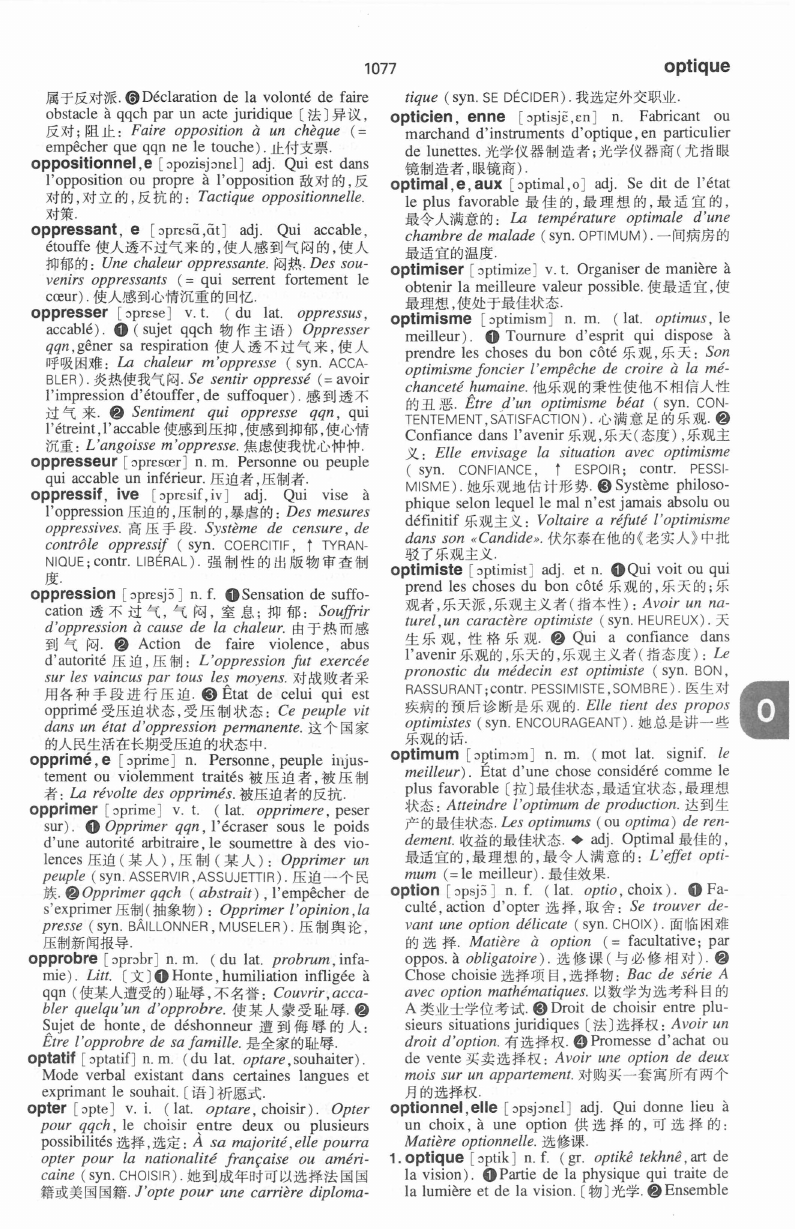 1077
optique
属于反对派. ❻Déclaration de la volonté de faire
obstacle à qqch par un acte juridique〔法〕异议,
反对; 阻止: Faire opposition à un chèque (=
empêcher que qqn ne le touche). 止付支票.
oppositionnel,e [ɔpozisjɔnɛl] adj. Qui est dans
l'opposition ou propre à l'opposition 敌对的,反
对的,对立的,反抗的: Tactique oppositionnelle.
对策.
oppressant, e [ɔprɛsɑ̃,ɑ̃t] adj. Qui accable,
étouffe 使人透不过气来的,使人感到气闷的,使人
抑郁的: Une chaleur oppressante. 闷热. Des sou-
venirs oppressants (= qui serrent fortement le
cœur). 使人感到心情沉重的回忆.
oppresser [ɔprɛse] v. t. (du lat. oppressus,
accablé). ❶(sujet qqch 物作主语) Oppresser
qqn,gêner sa respiration 使人透不过气来,使人
呼吸困难: La chaleur m'oppresse (syn. ACCA-
BLER). 炎热使我气闷. Se sentir oppressé (= avoir
l'impression d'étouffer, de suffoquer). 感到透不
过气来. ❷ Sentiment qui oppresse qqn, qui
l'étreint,l'accable 使感到压抑,使感到抑郁,使心情
沉重: L'angoisse m'oppresse. 焦虑使我忧心忡忡.
oppresseur [ɔprɛsœr] n. m. Personne ou peuple
qui accable un inférieur. 压迫者,压制者.
oppressif, ive [ɔprɛsif,iv] adj. Qui vise à
l'oppression 压迫的,压制的,暴虐的: Des mesures
oppressives. 高压手段. Système de censure, de
contrôle oppressif (syn. COERCITIF, ↑ TYRAN-
NIQUE; contr. LIBÉRAL). 强制性的出版物审查制
度.
oppression [ɔprɛsjɔ̃] n. f. ❶Sensation de suffo-
cation 透不过气, 气闷, 窒息; 抑郁: Souffrir
d'oppression à cause de la chaleur. 由于热而感
到气闷. ❷ Action de faire violence, abus
d'autorité 压迫,压制: L'oppression fut exercée
sur les vaincus par tous les moyens. 对战败者采
用各种手段进行压迫. ❸ État de celui qui est
opprimé 受压迫状态,受压制状态: Ce peuple vit
dans un état d'oppression permanente. 这个国家
的人民生活在长期受压迫的状态中.
opprimé,e [ɔprime] n. Personne, peuple injus-
tement ou violemment traités 被压迫者,被压制
者: La révolte des opprimés. 被压迫者的反抗.
opprimer [ɔprime] v. t. (lat. opprimere, peser
sur). ❶ Opprimer qqn, l'écraser sous le poids
d'une autorité arbitraire, le soumettre à des vio-
lences 压迫(某人),压制(某人): Opprimer un
peuple (syn. ASSERVIR,ASSUJETTIR). 压迫一个民
族. ❷Opprimer qqch (abstrait), l'empêcher de
s'exprimer 压制(抽象物): Opprimer l'opinion,la
presse (syn. BÂILLONNER, MUSELER). 压制舆论,
压制新闻报导.
opprobre [ɔprɔbr] n. m. (du lat. probrum, infa-
mie). Litt. 〔文〕❶Honte, humiliation infligée à
qqn (使某人遭受的)耻辱,不名誉: Couvrir,acca-
bler quelqu'un d'opprobre. 使某人蒙受耻辱. ❷
Sujet de honte, de déshonneur 遭到侮辱的人:
Être l'opprobre de sa famille. 是全家的耻辱.
optatif [ɔptatif] n. m. (du lat. optare,souhaiter).
Mode verbal existant dans certaines langues et
exprimant le souhait.〔语〕祈愿式.
opter [ɔpte] v. i. (lat. optare, choisir). Opter
pour qqch, le choisir entre deux ou plusieurs
possibilités 选择,选定: À sa majorité,elle pourra
opter pour la nationalité française ou améri-
caine (syn. CHOISIR). 她到成年时可以选择法国国
籍或美国国籍. J'opte pour une carrière diploma-
tique (syn. SE DÉCIDER). 我选定外交职业.
opticien, enne [ɔptisjɛ̃,ɛn] n. Fabricant ou
marchand d'instruments d'optique,en particulier
de lunettes. 光学仪器制造者;光学仪器商(尤指眼
镜制造者,眼镜商).
optimal,e,aux [ɔptimal,o] adj. Se dit de l'état
le plus favorable 最佳的,最理想的,最适宜的,
最令人满意的: La température optimale d'une
chambre de malade (syn. OPTIMUM). 一间病房的
最适宜的温度.
optimiser [ɔptimize] v. t. Organiser de manière à
obtenir la meilleure valeur possible. 使最适宜,使
最理想,使处于最佳状态.
optimisme [ɔptimism] n. m. (lat. optimus, le
meilleur). ❶ Tournure d'esprit qui dispose à
prendre les choses du bon côté 乐观,乐天: Son
optimisme foncier l'empêche de croire à la mé-
chanceté humaine. 他乐观的秉性使他不相信人性
的丑恶. Être d'un optimisme béat (syn. CON-
TENTEMENT, SATISFACTION). 心满意足的乐观. ❷
Confiance dans l'avenir 乐观,乐天(态度),乐观主
义: Elle envisage la situation avec optimisme
(syn. CONFIANCE, ↑ ESPOIR; contr. PESSI-
MISME). 她乐观地估计形势. ❸ Système philoso-
phique selon lequel le mal n'est jamais absolu ou
définitif 乐观主义: Voltaire a réfuté l'optimisme
dans son «Candide». 伏尔泰在他的《老实人》中批
驳了乐观主义.
optimiste [ɔptimist] adj. et n. ❶Qui voit ou qui
prend les choses du bon côté 乐观的,乐天的;乐
观者,乐天派,乐观主义者(指本性): Avoir un na-
turel,un caractère optimiste (syn. HEUREUX). 天
生乐观, 性格乐观. ❷ Qui a confiance dans
l'avenir 乐观的,乐天的,乐观主义者(指态度): Le
pronostic du médecin est optimiste (syn. BON,
RASSURANT;contr. PESSIMISTE,SOMBRE). 医生对
疾病的预后诊断是乐观的. Elle tient des propos
optimistes (syn. ENCOURAGEANT). 她总是讲一些
乐观的话.
optimum [ɔptimɔm] n. m. (mot lat. signif. le
meilleur). État d'une chose considéré comme le
plus favorable [拉]最佳状态,最适宜状态,最理想
状态: Atteindre l'optimum de production. 达到生
产的最佳状态. Les optimums (ou optima) de ren-
dement. 收益的最佳状态. ◆ adj. Optimal 最佳的,
最适宜的,最理想的,最令人满意的: L'effet opti-
mum (= le meilleur). 最佳效果.
option [ɔpsjɔ̃] n. f. (lat. optio, choix). ❶ Fa-
culté, action d'opter 选择,取舍: Se trouver de-
vant une option délicate (syn. CHOIX). 面临困难
的选择. Matière à option (= facultative; par
oppos. à obligatoire). 选修课(与必修相对). ❷
Chose choisie 选择项目,选择物: Bac de série A
avec option mathématiques. 以数学为选考科目的
A类业士学位考试. ❸Droit de choisir entre plu-
sieurs situations juridiques〔法〕选择权: Avoir un
droit d'option. 有选择权. ❹Promesse d'achat ou
de vente 买卖选择权: Avoir une option de deux
mois sur un appartement. 对购买一套寓所有两个
月的选择权.
optionnel,elle [ɔpsjɔnɛl] adj. Qui donne lieu à
un choix, à une option 供选择的, 可选择的:
Matière optionnelle. 选修课.
1. optique [ɔptik] n. f. (gr. optikê tekhnê, art de
la vision). ❶Partie de la physique qui traite de
la lumière et de la vision.〔物〕光学. ❷Ensemble
O